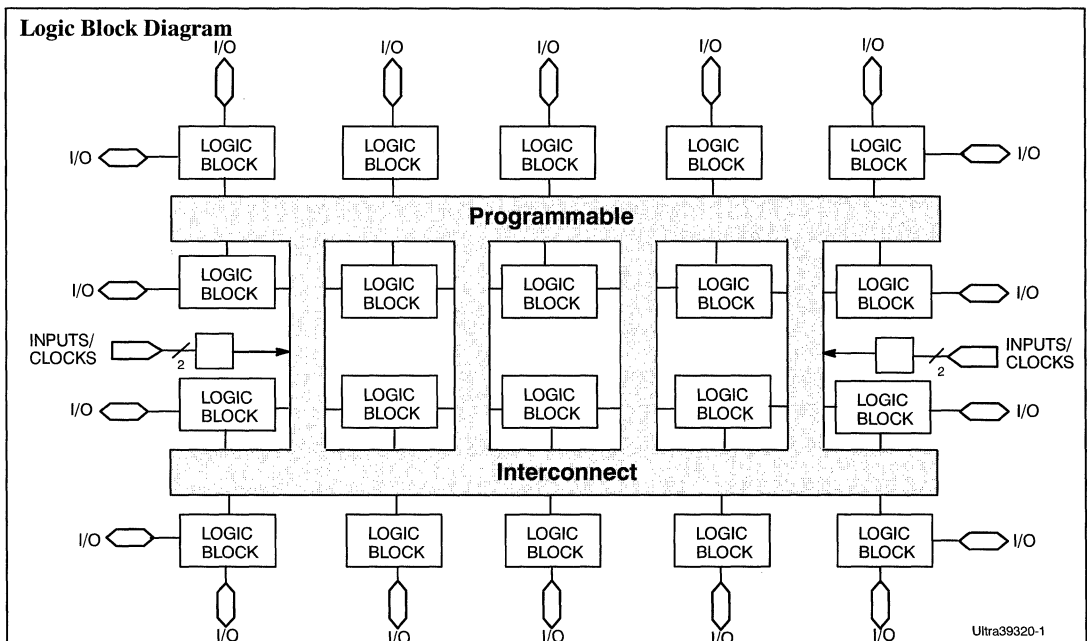 Logic Block Diagram
I/O I/O I/O I/O I/O
I/O LOGIC BLOCK LOGIC BLOCK LOGIC BLOCK LOGIC BLOCK LOGIC BLOCK I/O
Programmable
I/O LOGIC BLOCK LOGIC BLOCK LOGIC BLOCK LOGIC BLOCK LOGIC BLOCK I/O
INPUTS/ CLOCKS 2 2 INPUTS/ CLOCKS
I/O LOGIC BLOCK LOGIC BLOCK LOGIC BLOCK LOGIC BLOCK LOGIC BLOCK I/O
Interconnect
I/O LOGIC BLOCK LOGIC BLOCK LOGIC BLOCK LOGIC BLOCK LOGIC BLOCK I/O
I/O I/O I/O I/O I/O
Ultra39320-1